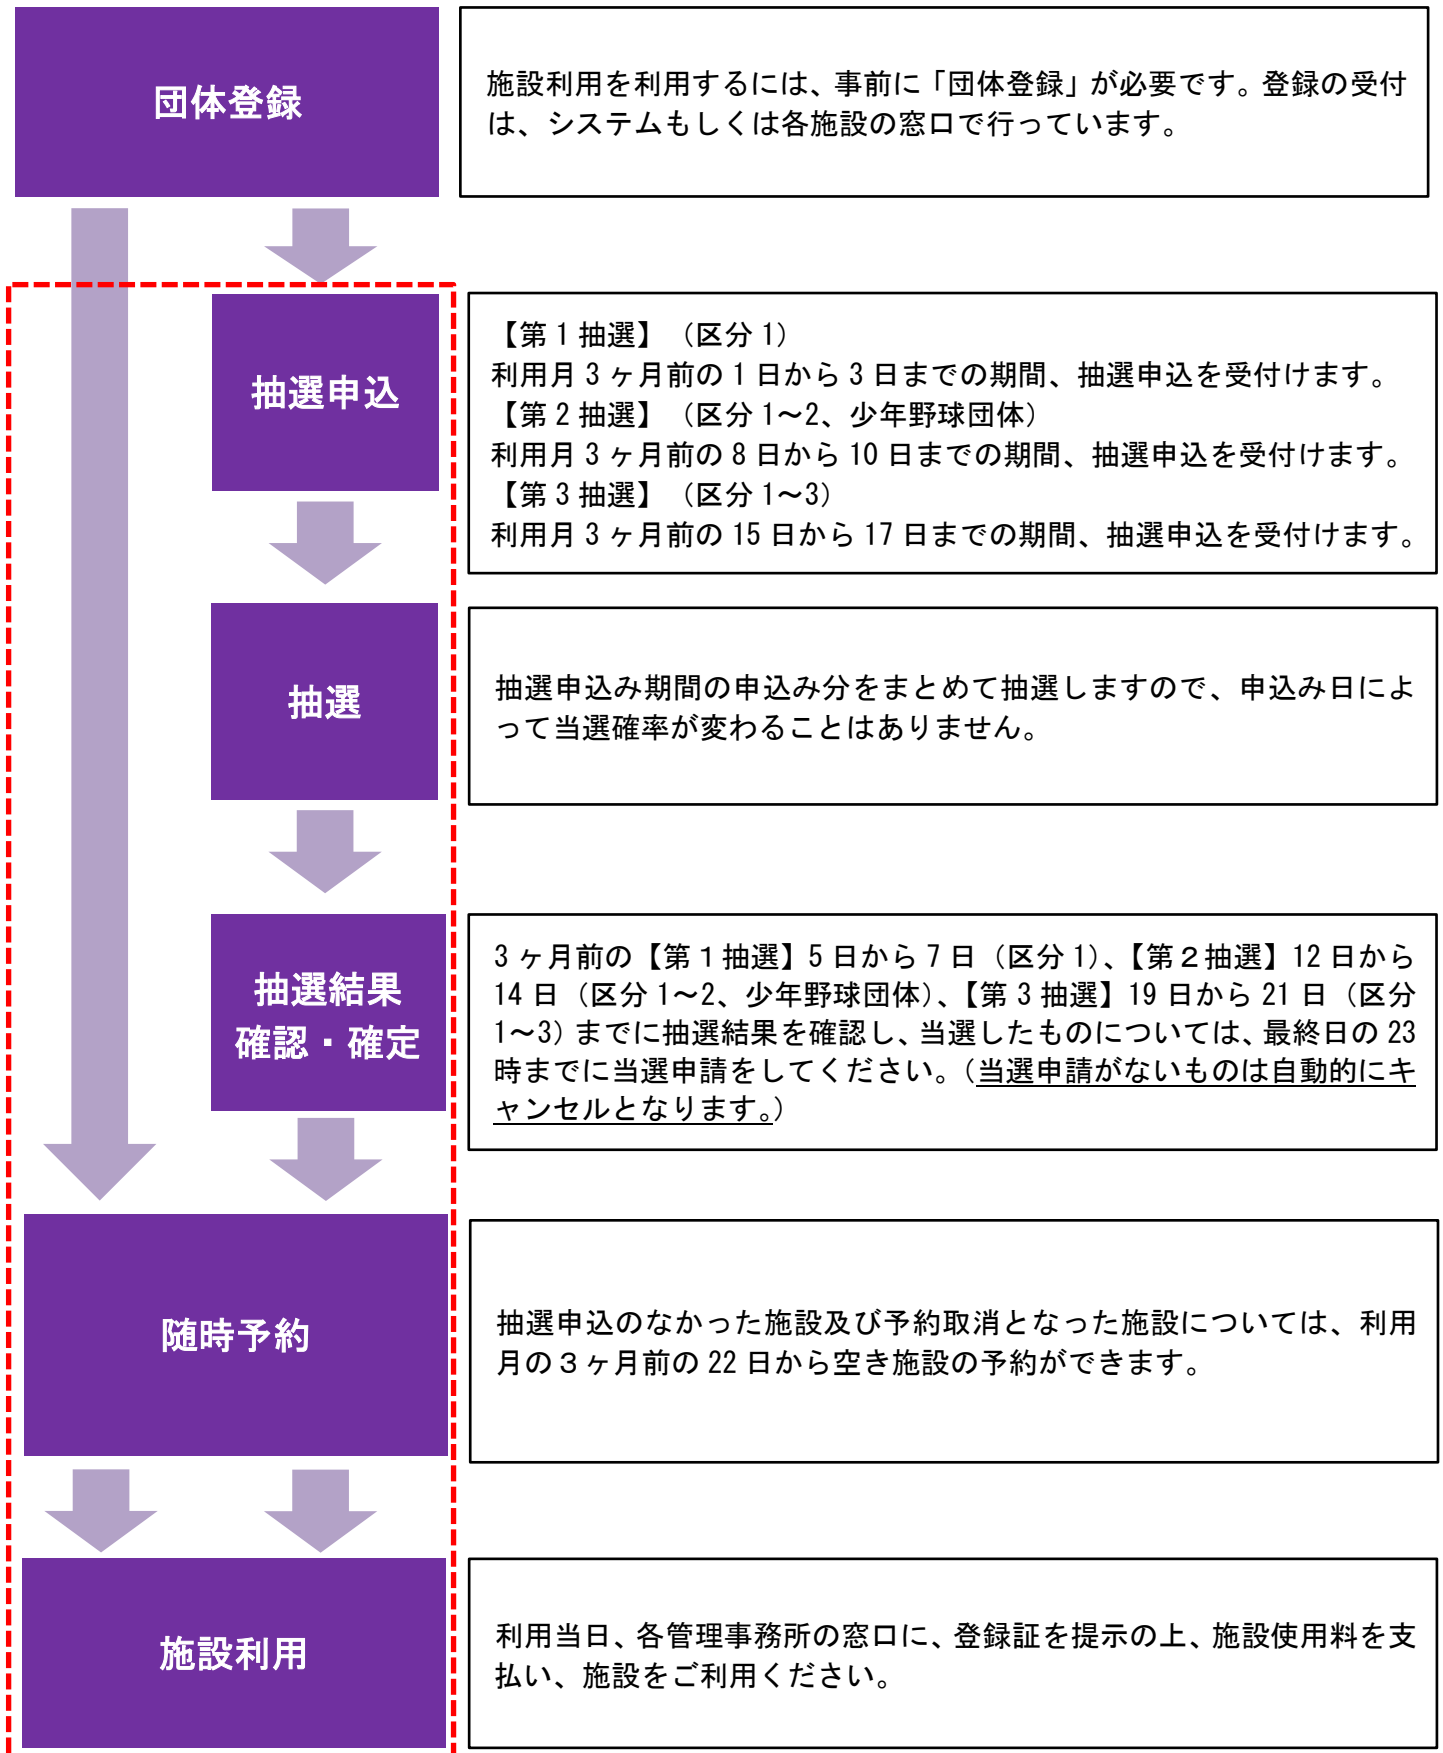 団体登録
施設利用を利用するには、事前に「団体登録」が必要です。登録の受付
は、システムもしくは各施設の窓口で行っています。
抽選申込
【第1抽選】（区分1）
利用月3ヶ月前の1日から3日までの期間、抽選申込を受付けます。
【第2抽選】（区分1～2、少年野球団体）
利用月3ヶ月前の8日から10日までの期間、抽選申込を受付けます。
【第3抽選】（区分1～3）
利用月3ヶ月前の15日から17日までの期間、抽選申込を受付けます。
抽選
抽選申込み期間の申込み分をまとめて抽選しますので、申込み日によ
って当選確率が変わることはありません。
抽選結果
確認・確定
3ヶ月前の【第１抽選】5日から7日（区分1）、【第２抽選】12日から
14日（区分1～2、少年野球団体）、【第3抽選】19日から21日（区分
1～3）までに抽選結果を確認し、当選したものについては、最終日の23
時までに当選申請をしてください。（当選申請がないものは自動的にキ
ャンセルとなります。）
随時予約
抽選申込のなかった施設及び予約取消となった施設については、利用
月の３ヶ月前の22日から空き施設の予約ができます。
施設利用
利用当日、各管理事務所の窓口に、登録証を提示の上、施設使用料を支
払い、施設をご利用ください。